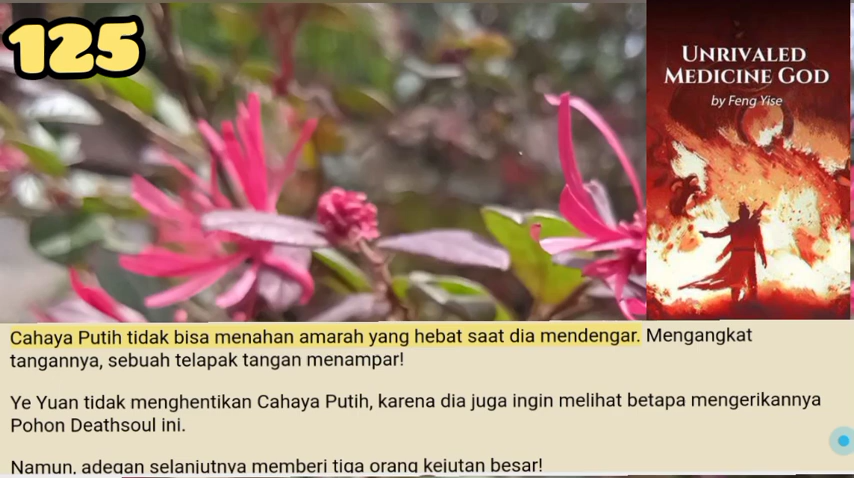 125
UNRIVALED
MEDICINE GOD
by Feng Yise
Cahaya Putih tidak bisa menahan amarah yang hebat saat dia mendengar. Mengangkat
tangannya, sebuah telapak tangan menampar!
Ye Yuan tidak menghentikan Cahaya Putih, karena dia juga ingin melihat betapa mengerikannya
Pohon Deathsoul ini.
Namun, adegan selanjutnya memberi tiga orang kejutan besar!